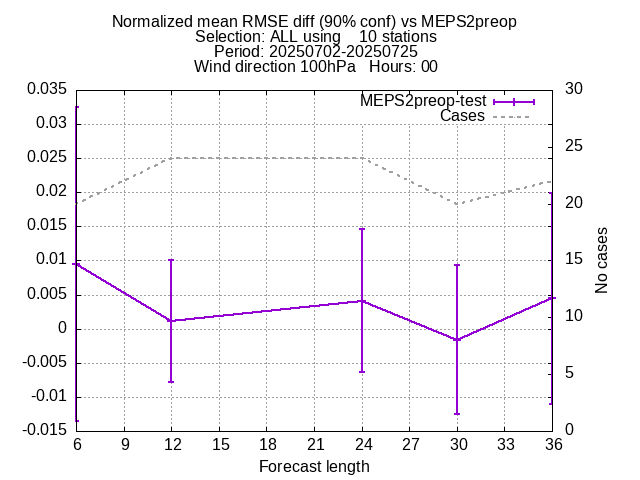 Normalized mean RMSE diff (90% conf) vs MEPS2preop
Selection: ALL using    10 stations
Period: 20250702-20250725
Wind direction 100hPa   Hours: 00
MEPS2preop-test
Cases
0.035
0.03
0.025
0.02
0.015
0.01
0.005
0
-0.005
-0.01
-0.015
30
25
20
15
10
5
0
No cases
6 9 12 15 18 21 24 27 30 33 36
Forecast length